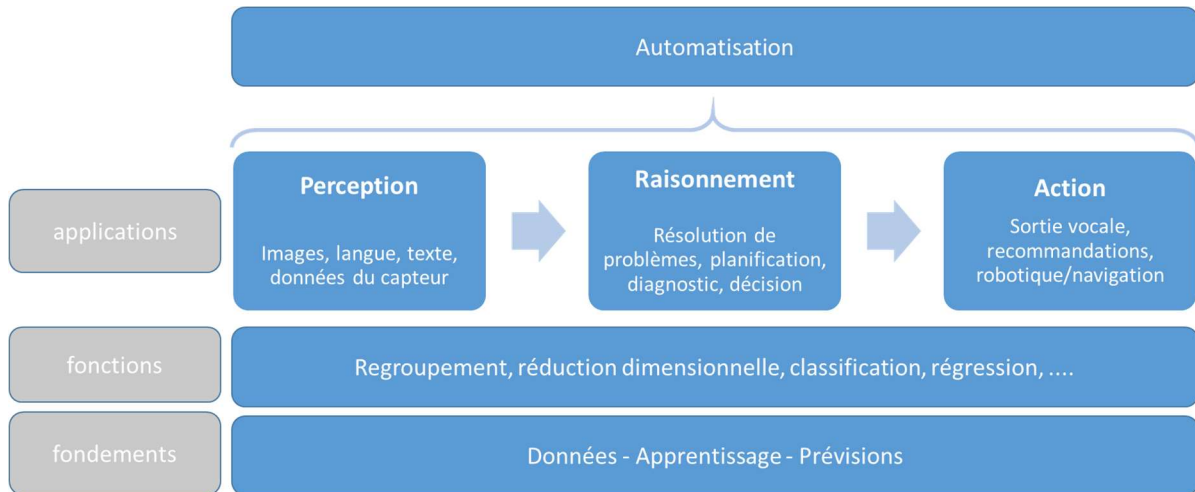 Automatisation
applications
Perception
Images, langue, texte,
données du capteur
Raisonnement
Résolution de
problèmes, planification,
diagnostic, décision
Action
Sortie vocale,
recommandations,
robotique/navigation
fonctions
Regroupement, réduction dimensionnelle, classification, régression, ....
fondements
Données - Apprentissage - Prévisions